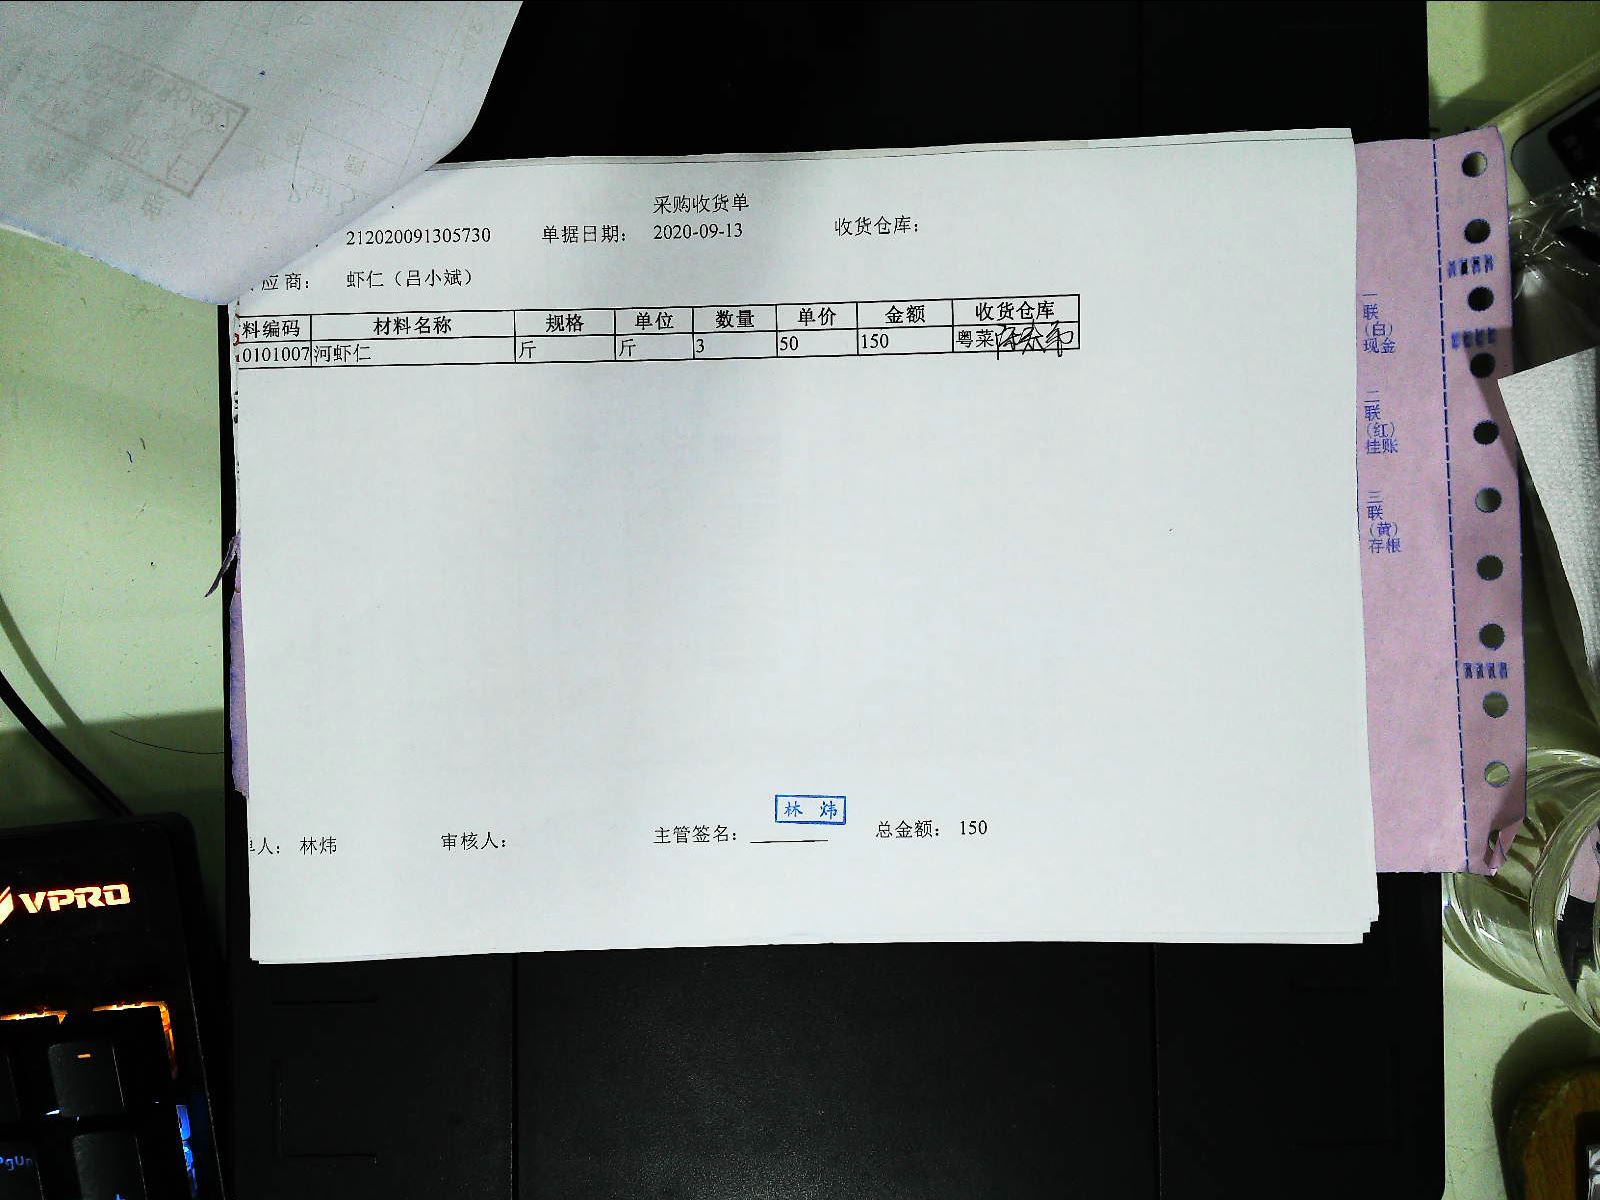 采购收货单
212020091305730 单据日期： 2020-09-13 收货仓库：
应商： 虾仁（吕小斌）
料编码 材料名称 规格 单位 数量 单价 金额 收货仓库
0101007 河虾仁 斤 斤 3 50 150 粤菜
一联(白)现金
二联(红)挂账
三联(黄)存根
林炜
人： 林炜 审核人： 主管签名： 总金额： 150
VPRO
PgUp